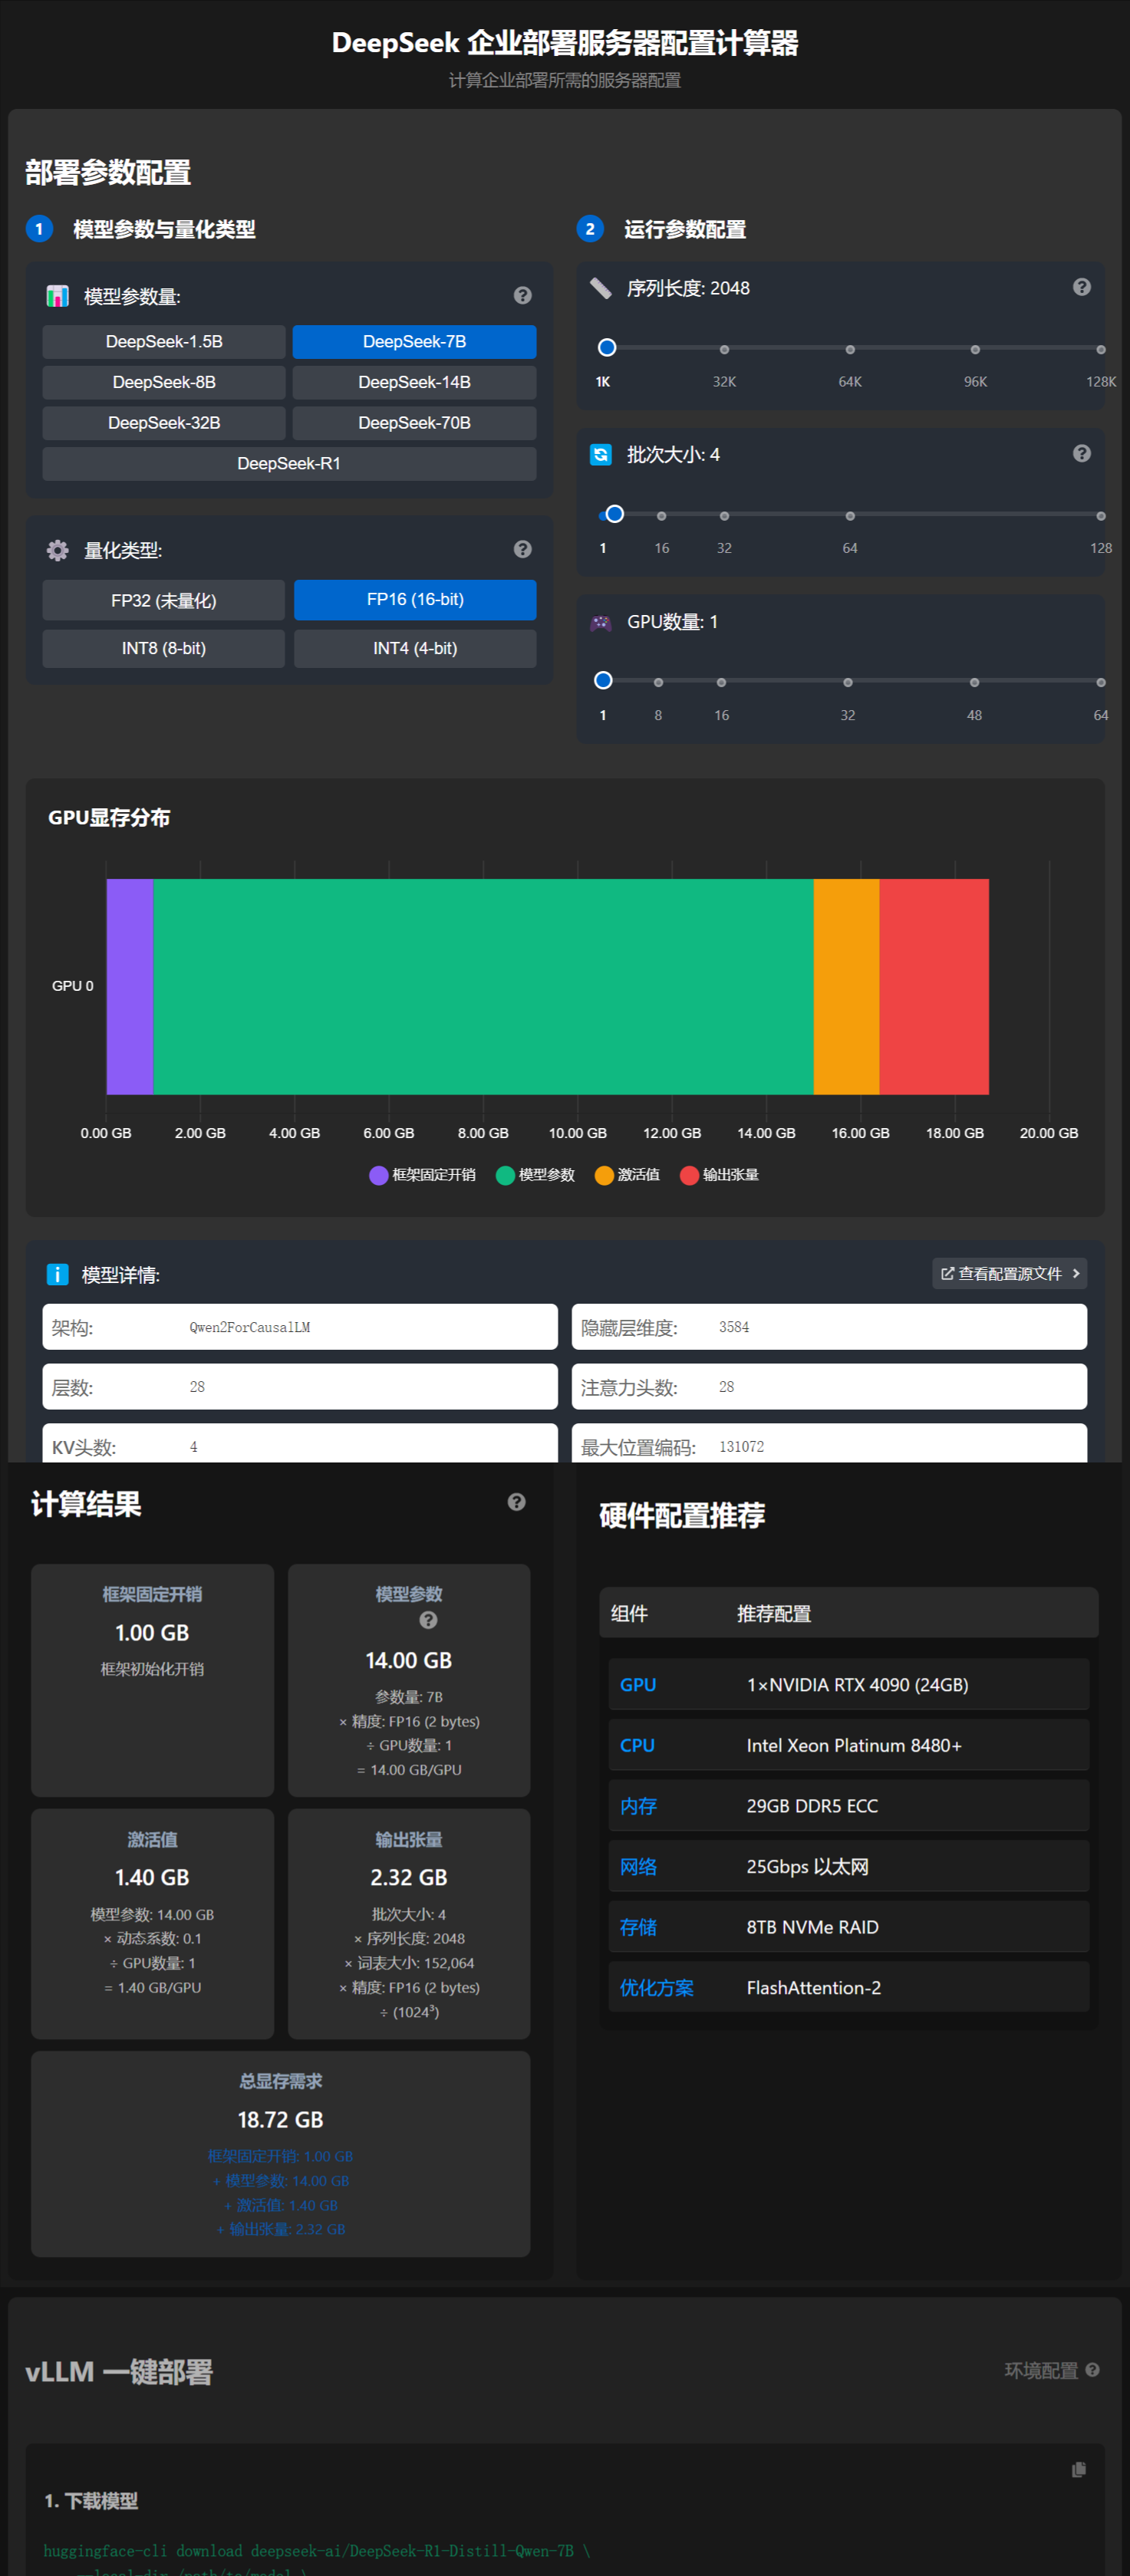 DeepSeek 企业部署服务器配置计算器
计算企业部署所需的服务器配置
部署参数配置
1 模型参数与量化类型
模型参数量:
DeepSeek-1.5B DeepSeek-7B
DeepSeek-8B DeepSeek-14B
DeepSeek-32B DeepSeek-70B
DeepSeek-R1
量化类型:
FP32 (未量化) FP16 (16-bit)
INT8 (8-bit) INT4 (4-bit)
2 运行参数配置
序列长度: 2048
1K 32K 64K 96K 128K
批次大小: 4
1 16 32 64 128
GPU数量: 1
1 8 16 32 48 64
GPU显存分布
GPU 0
0.00 GB 2.00 GB 4.00 GB 6.00 GB 8.00 GB 10.00 GB 12.00 GB 14.00 GB 16.00 GB 18.00 GB 20.00 GB
框架固定开销 模型参数 激活值 输出张量
模型详情:
查看配置源文件
架构: Qwen2ForCausalLM
隐藏层维度: 3584
层数: 28
注意力头数: 28
KV头数: 4
最大位置编码: 131072
计算结果
框架固定开销
1.00 GB
框架初始化开销
模型参数
14.00 GB
参数量: 7B
× 精度: FP16 (2 bytes)
÷ GPU数量: 1
= 14.00 GB/GPU
激活值
1.40 GB
模型参数: 14.00 GB
× 动态系数: 0.1
÷ GPU数量: 1
= 1.40 GB/GPU
输出张量
2.32 GB
批次大小: 4
× 序列长度: 2048
× 词表大小: 152,064
× 精度: FP16 (2 bytes)
÷ (1024³)
总显存需求
18.72 GB
框架固定开销: 1.00 GB
+ 模型参数: 14.00 GB
+ 激活值: 1.40 GB
+ 输出张量: 2.32 GB
硬件配置推荐
组件 推荐配置
GPU 1×NVIDIA RTX 4090 (24GB)
CPU Intel Xeon Platinum 8480+
内存 29GB DDR5 ECC
网络 25Gbps 以太网
存储 8TB NVMe RAID
优化方案 FlashAttention-2
vLLM 一键部署
环境配置
1. 下载模型
huggingface-cli download deepseek-ai/DeepSeek-R1-Distill-Qwen-7B \
--local-dir /path/to/model \